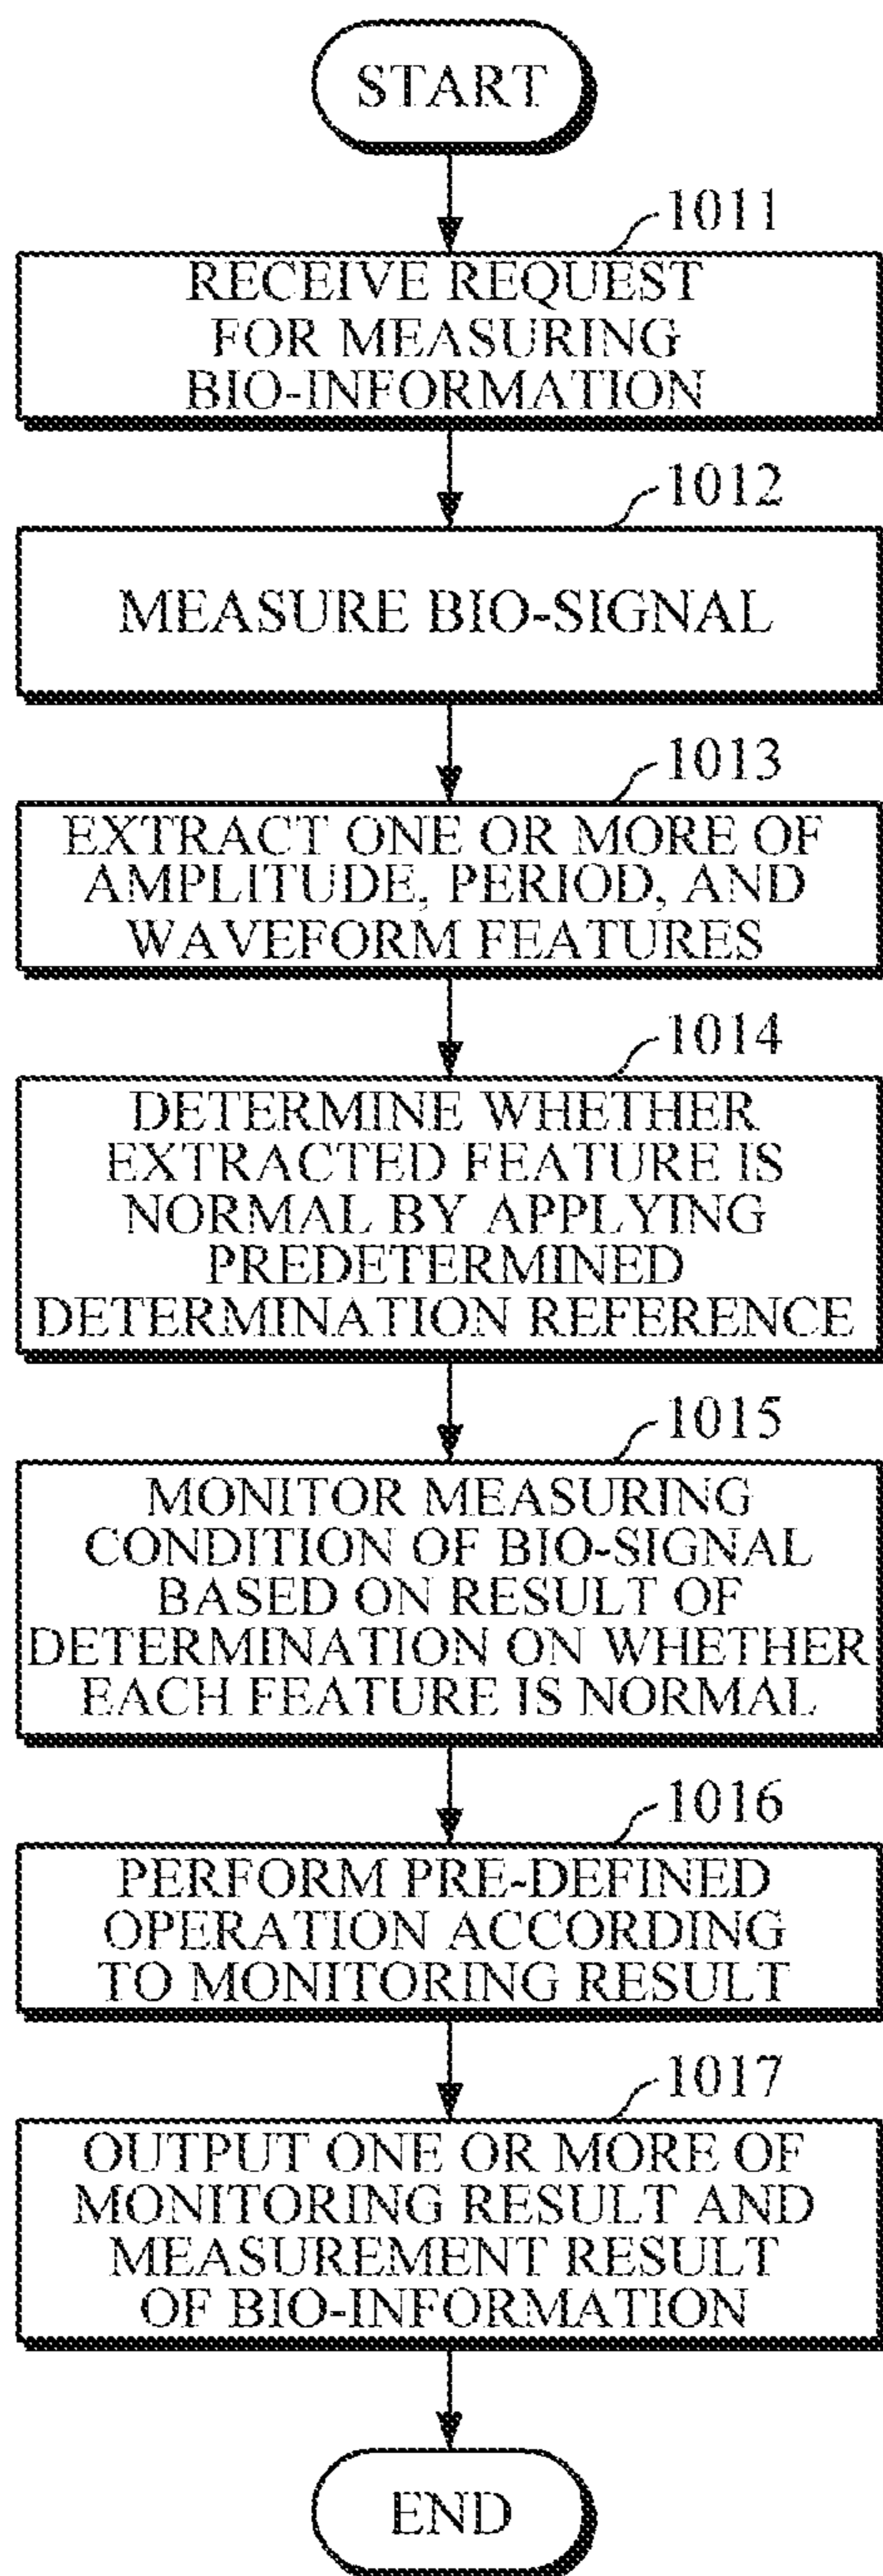 START
1011
RECEIVE REQUEST
FOR MEASURING
BIO-INFORMATION
1012
MEASURE BIO-SIGNAL
1013
EXTRACT ONE OR MORE OF
AMPLITUDE, PERIOD, AND
WAVEFORM FEATURES
1014
DETERMINE WHETHER
EXTRACTED FEATURE IS
NORMAL BY APPLYING
PREDETERMINED
DETERMINATION REFERENCE
1015
MONITOR MEASURING
CONDITION OF BIO-SIGNAL
BASED ON RESULT OF
DETERMINATION ON WHETHER
EACH FEATURE IS NORMAL
1016
PERFORM PRE-DEFINED
OPERATION ACCORDING
TO MONITORING RESULT
1017
OUTPUT ONE OR MORE OF
MONITORING RESULT AND
MEASUREMENT RESULT
OF BIO-INFORMATION
END